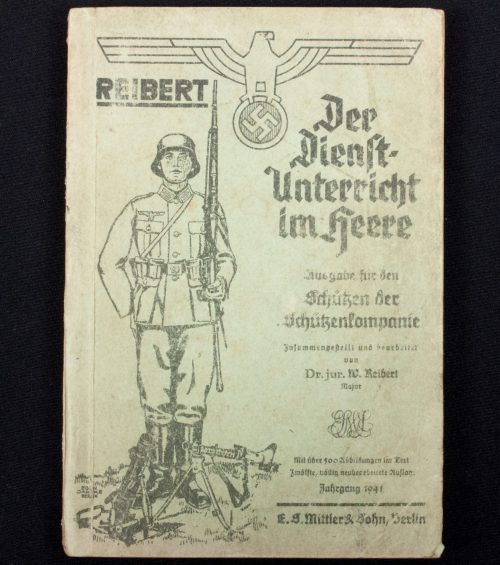 REIBERT
Der
Dienst-
Unterricht
im Heere
Ausgabe für den
Schützen der
Schützenkompanie
Zusammengestellt und bearbeitet
von
Dr. jur. W. Reibert
Major
Mit über 500 Abbildungen im Text
Zwölfte, völlig neubearbeitete Auflage
Jahrgang 1941
E. S. Mittler & Sohn, Berlin